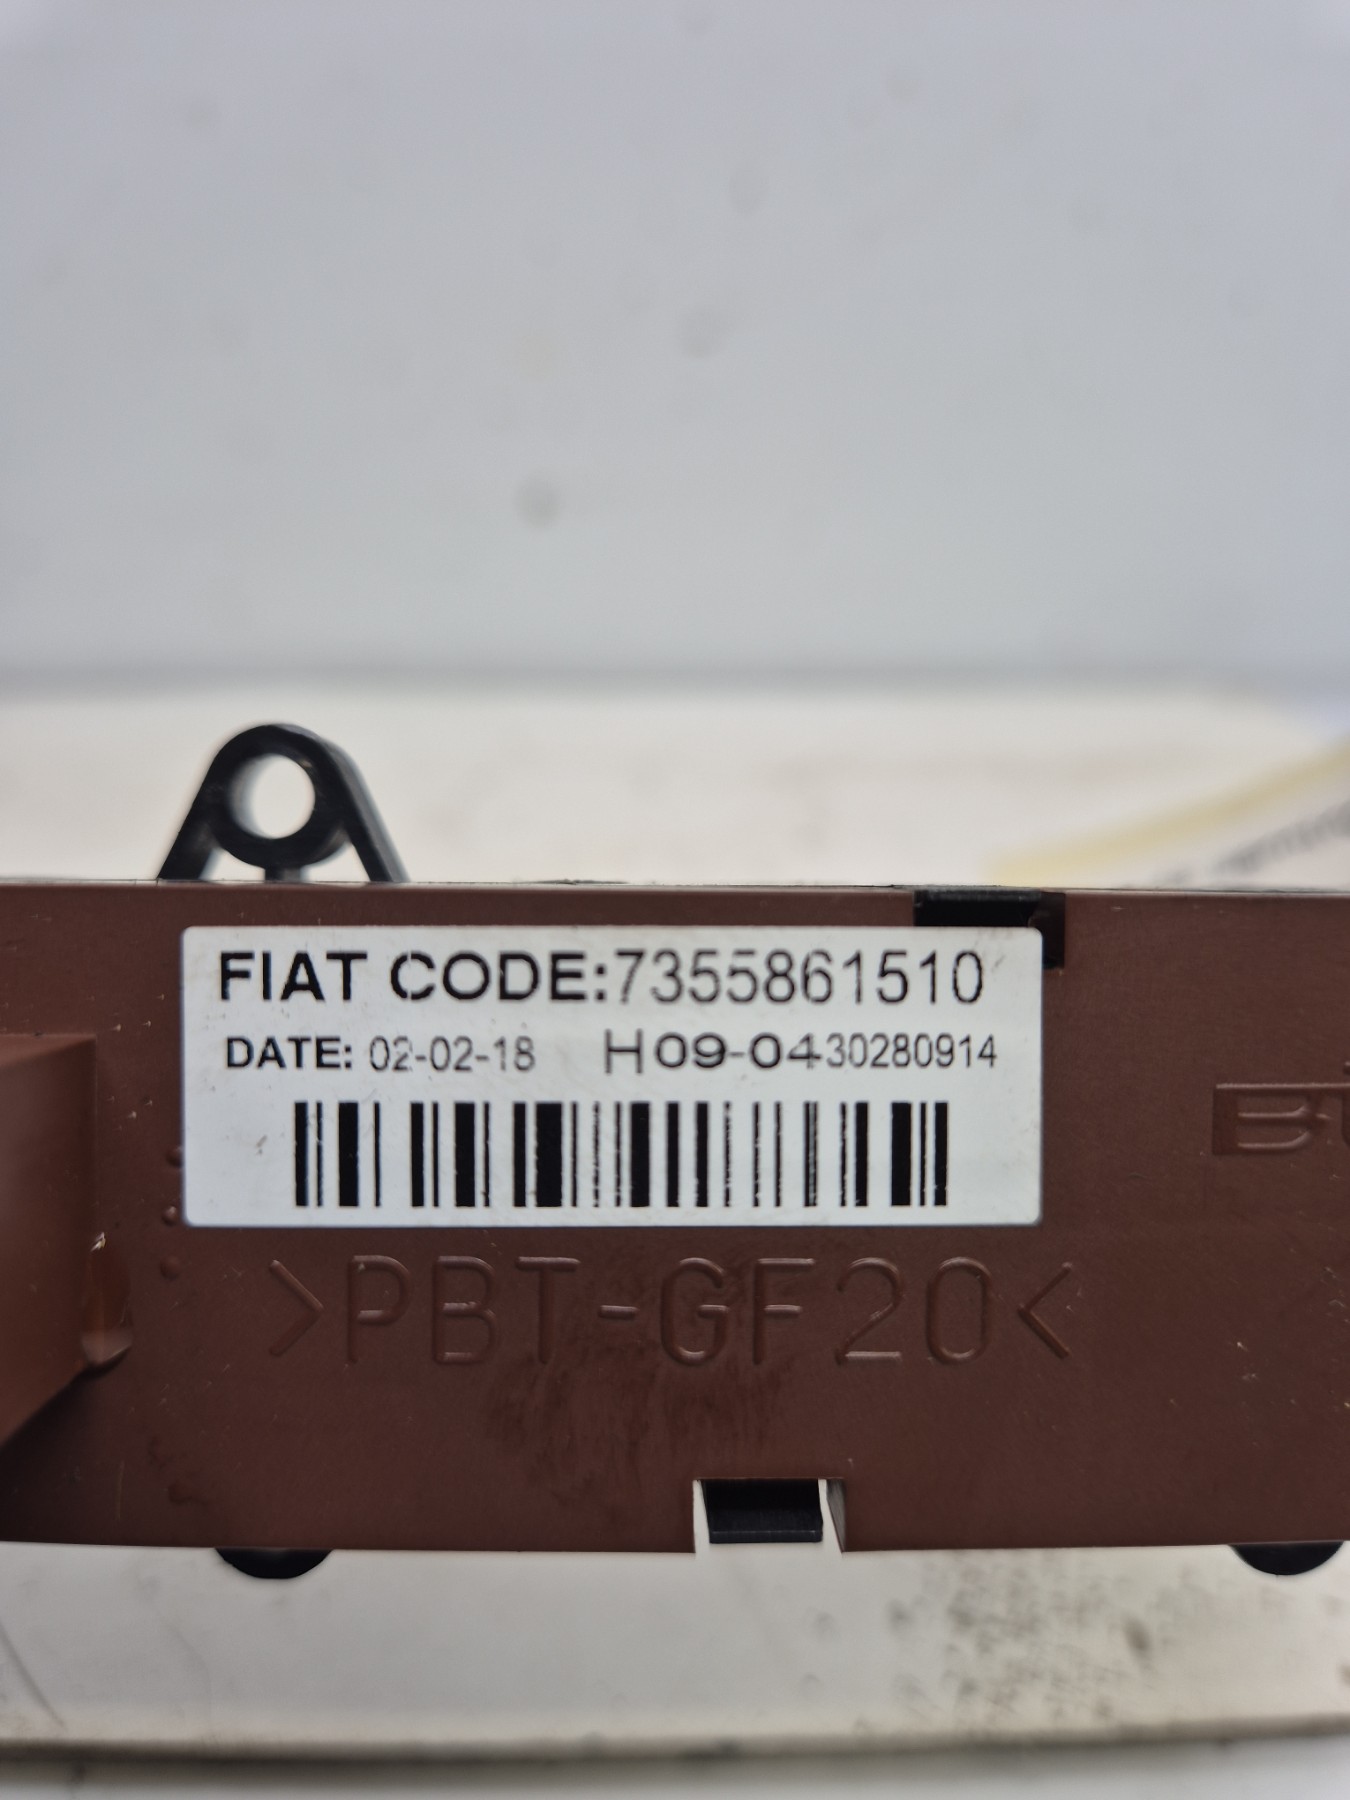 FIAT CODE:7355861510
DATE: 02-02-18 H09-0430280914
>PBT-GF20<